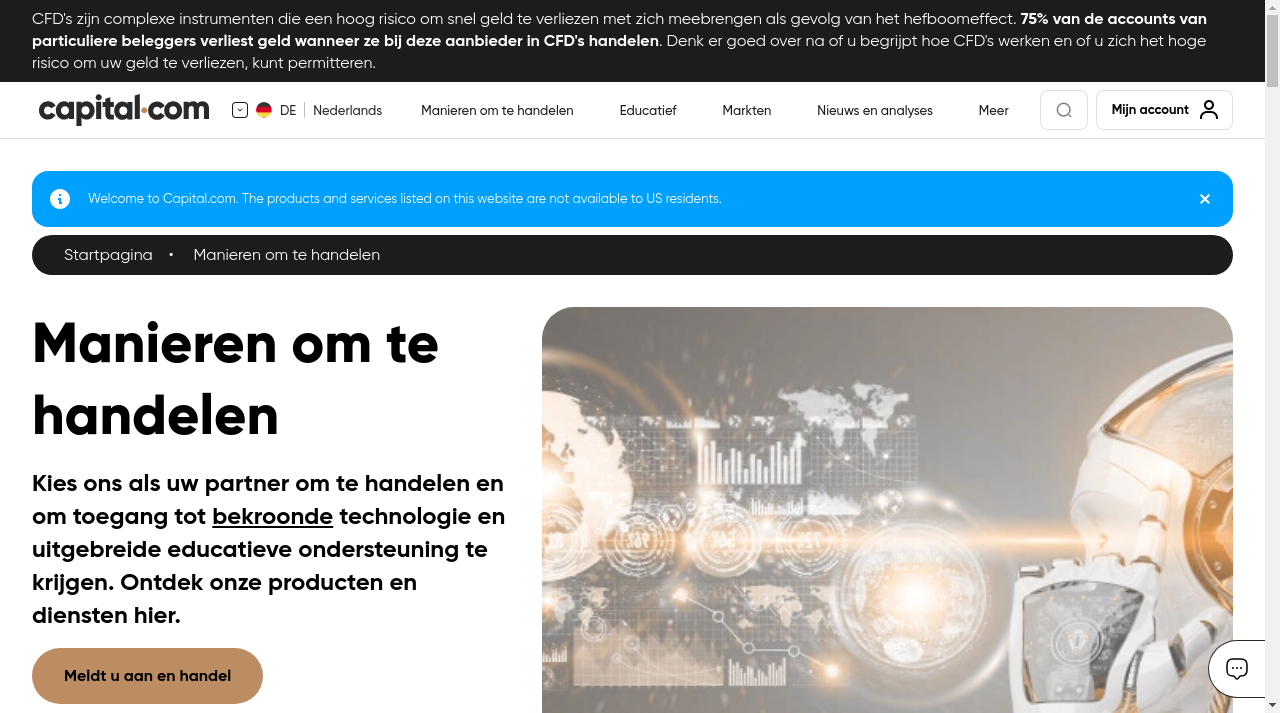 CFD's zijn complexe instrumenten die een hoog risico om snel geld te verliezen met zich meebrengen als gevolg van het hefboomeffect. 75% van de accounts van
particuliere beleggers verliest geld wanneer ze bij deze aanbieder in CFD's handelen. Denk er goed over na of u begrijpt hoe CFD's werken en of u zich het hoge
risico om uw geld te verliezen, kunt permitteren.
capital.com DE Nederlands Manieren om te handelen Educatief Markten Nieuws en analyses Meer Mijn account
Welcome to Capital.com. The products and services listed on this website are not available to US residents.
Startpagina • Manieren om te handelen
Manieren om te
handelen
Kies ons als uw partner om te handelen en
om toegang tot bekroonde technologie en
uitgebreide educatieve ondersteuning te
krijgen. Ontdek onze producten en
diensten hier.
Meldt u aan en handel